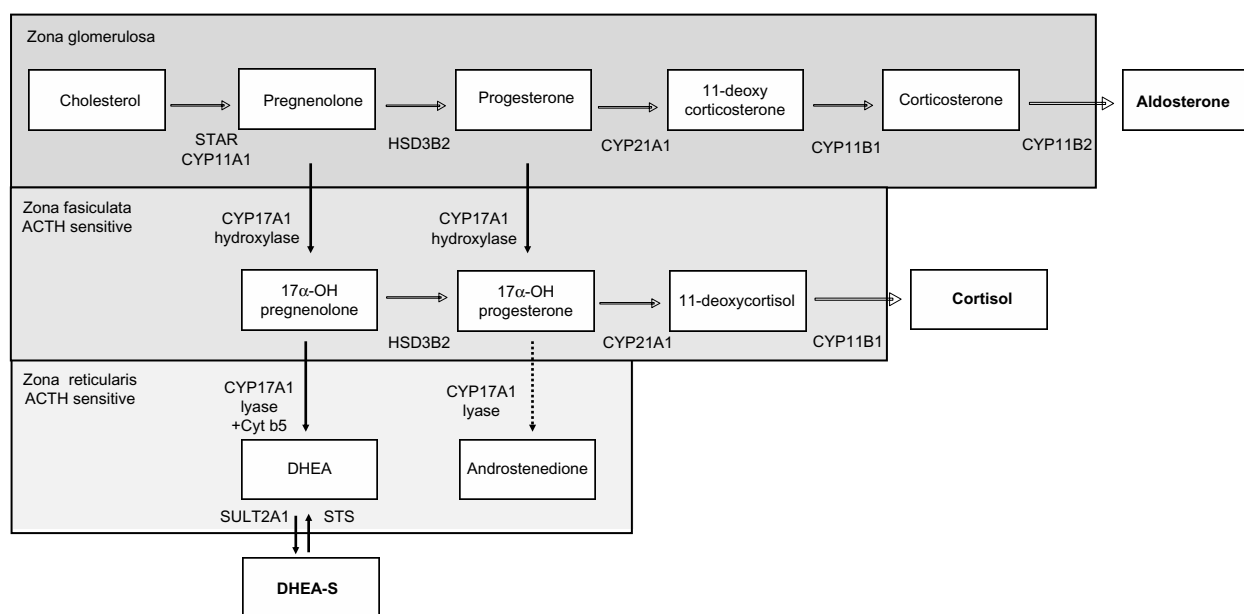 Zona glomerulosa
Cholesterol
Pregnenolone
Progesterone
11-deoxy
corticosterone
Corticosterone
Aldosterone
STAR
CYP11A1
HSD3B2
CYP21A1
CYP11B1
CYP11B2
Zona fasiculata
ACTH sensitive
CYP17A1
hydroxylase
CYP17A1
hydroxylase
17α-OH
pregnenolone
17α-OH
progesterone
11-deoxycortisol
Cortisol
HSD3B2
CYP21A1
CYP11B1
Zona reticularis
ACTH sensitive
CYP17A1
lyase
+Cyt b5
CYP17A1
lyase
DHEA
Androstenedione
SULT2A1
STS
DHEA-S